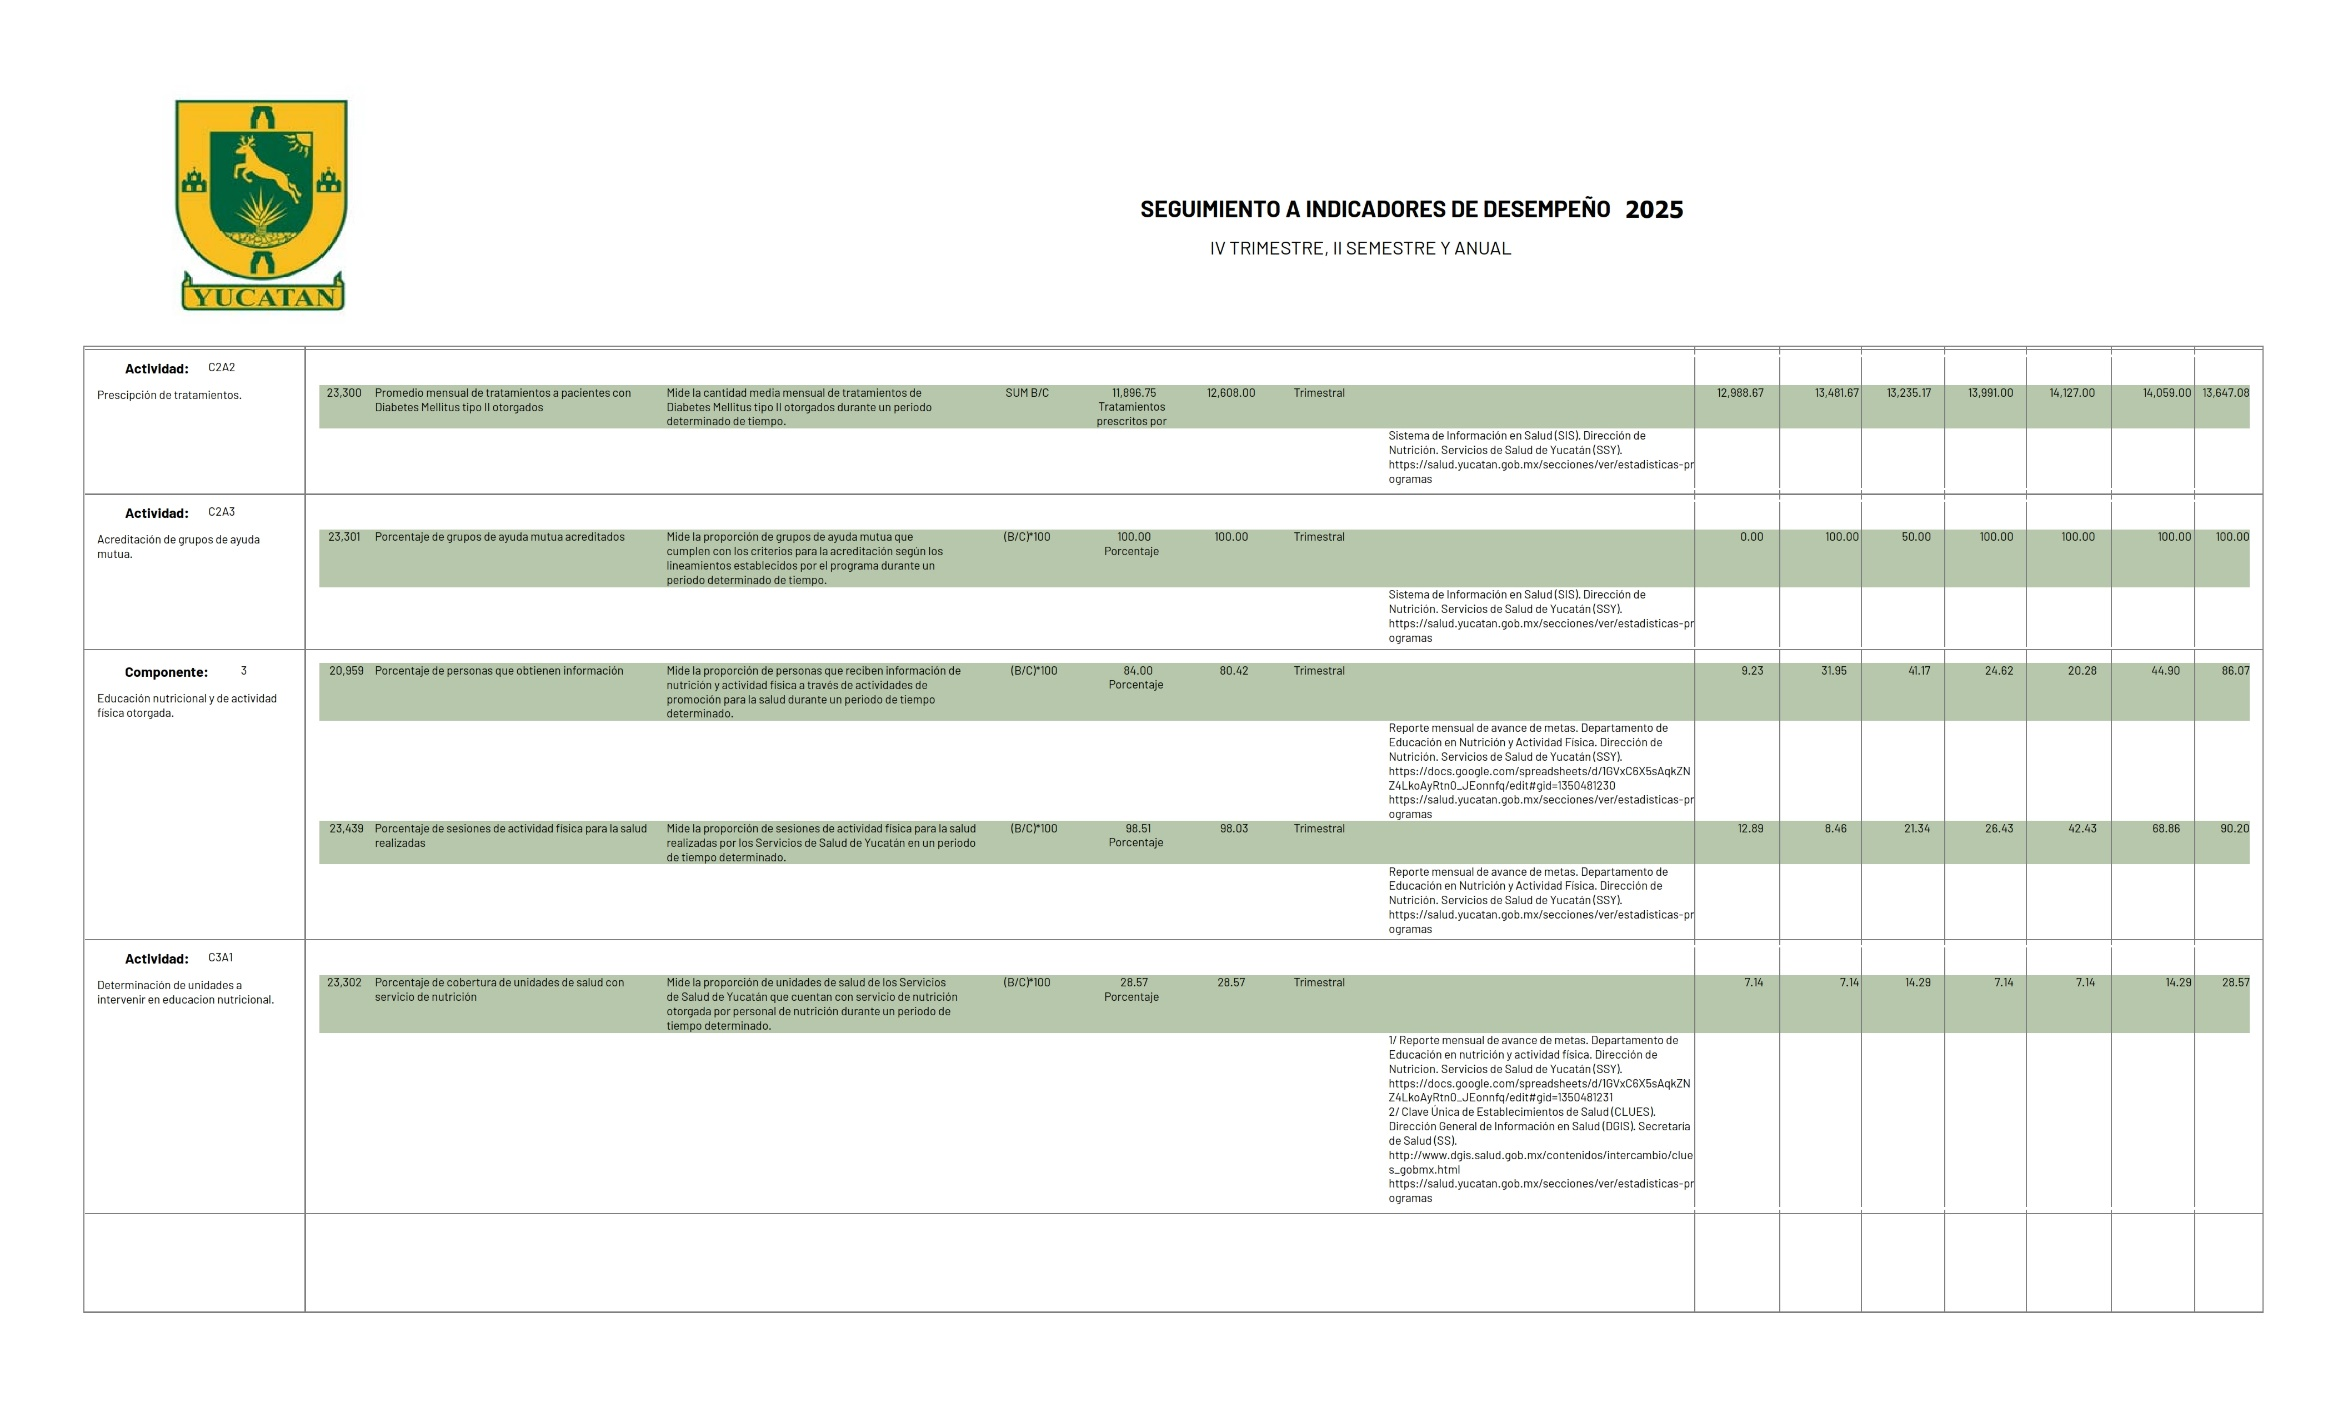 YUCATAN
SEGUIMIENTO A INDICADORES DE DESEMPEÑO 2025
IV TRIMESTRE, II SEMESTRE Y ANUAL
Actividad: C2A2
Prescipción de tratamientos.
23,300 Promedio mensual de tratamientos a pacientes con Mide la cantidad media mensual de tratamientos de SUM B/C 11,896.75 12,608.00 Trimestral 12,988.67 13,481.67 13,235.17 13,991.00 14,127.00 14,059.00 13,647.08
Diabetes Mellitus tipo II otorgados Diabetes Mellitus tipo II otorgados durante un periodo Tratamientos
determinado de tiempo. prescritos por
Sistema de Información en Salud (SIS). Dirección de
Nutrición. Servicios de Salud de Yucatán (SSY).
https://salud.yucatan.gob.mx/secciones/ver/estadisticas-pr
ogramas
Actividad: C2A3
Acreditación de grupos de ayuda
mutua.
23,301 Porcentaje de grupos de ayuda mutua acreditados Mide la proporción de grupos de ayuda mutua que (B/C)*100 100.00 100.00 Trimestral 0.00 100.00 50.00 100.00 100.00 100.00 100.00
cumplen con los criterios para la acreditación según los Porcentaje
lineamientos establecidos por el programa durante un
periodo determinado de tiempo.
Sistema de Información en Salud (SIS). Dirección de
Nutrición. Servicios de Salud de Yucatán (SSY).
https://salud.yucatan.gob.mx/secciones/ver/estadisticas-pr
ogramas
Componente: 3
Educación nutricional y de actividad
física otorgada.
20,959 Porcentaje de personas que obtienen información Mide la proporción de personas que reciben información de (B/C)*100 84.00 80.42 Trimestral 9.23 31.95 41.17 24.62 20.28 44.90 86.07
nutrición y actividad física a través de actividades de Porcentaje
promoción para la salud durante un periodo de tiempo
determinado.
Reporte mensual de avance de metas. Departamento de
Educación en Nutrición y Actividad Física. Dirección de
Nutrición. Servicios de Salud de Yucatán (SSY).
https://docs.google.com/spreadsheets/d/1GVxC6X5sAqkZN
Z4LkoAyRtn0_JEonnfq/edit#gid=1350481230
https://salud.yucatan.gob.mx/secciones/ver/estadisticas-pr
ogramas
23,439 Porcentaje de sesiones de actividad física para la salud Mide la proporción de sesiones de actividad física para la salud (B/C)*100 98.51 98.03 Trimestral 12.89 8.46 21.34 26.43 42.43 68.86 90.20
realizadas realizadas por los Servicios de Salud de Yucatán en un periodo Porcentaje
de tiempo determinado.
Reporte mensual de avance de metas. Departamento de
Educación en Nutrición y Actividad Física. Dirección de
Nutrición. Servicios de Salud de Yucatán (SSY).
https://salud.yucatan.gob.mx/secciones/ver/estadisticas-pr
ogramas
Actividad: C3A1
Determinación de unidades a
intervenir en educacion nutricional.
23,302 Porcentaje de cobertura de unidades de salud con Mide la proporción de unidades de salud de los Servicios (B/C)*100 28.57 28.57 Trimestral 7.14 7.14 14.29 7.14 7.14 14.29 28.57
servicio de nutrición de Salud de Yucatán que cuentan con servicio de nutrición Porcentaje
otorgada por personal de nutrición durante un periodo de
tiempo determinado.
1/ Reporte mensual de avance de metas. Departamento de
Educación en nutrición y actividad física. Dirección de
Nutricion. Servicios de Salud de Yucatán (SSY).
https://docs.google.com/spreadsheets/d/1GVxC6X5sAqkZN
Z4LkoAyRtn0_JEonnfq/edit#gid=1350481231
2/ Clave Única de Establecimientos de Salud (CLUES).
Dirección General de Información en Salud (DGIS). Secretaría
de Salud (SS).
http://www.dgis.salud.gob.mx/contenidos/intercambio/clue
s_gobmx.html
https://salud.yucatan.gob.mx/secciones/ver/estadisticas-pr
ogramas